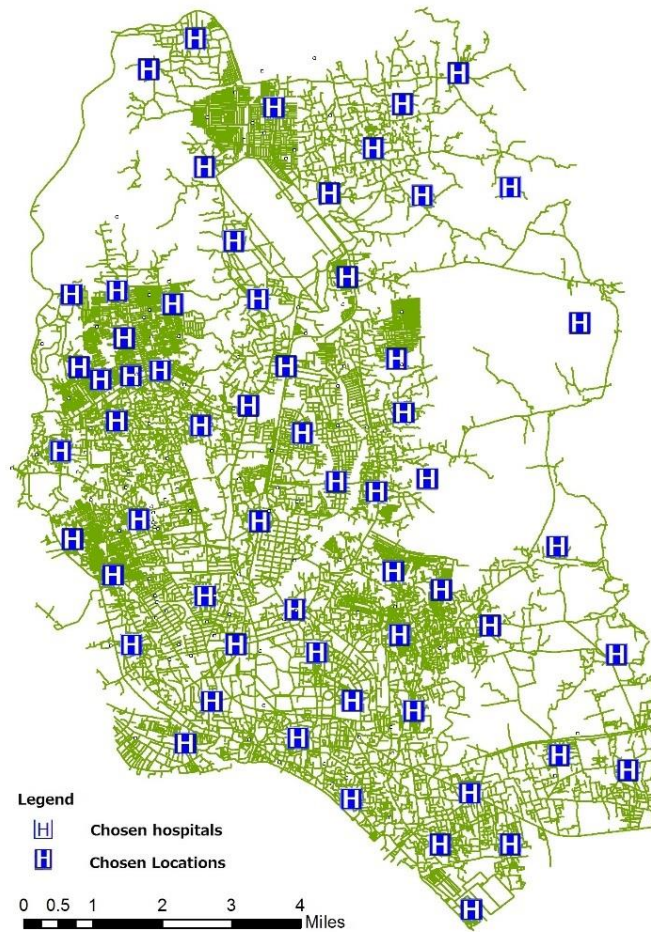 Legend
H Chosen hospitals
H Chosen Locations
0 0.5 1 2 3 4
Miles